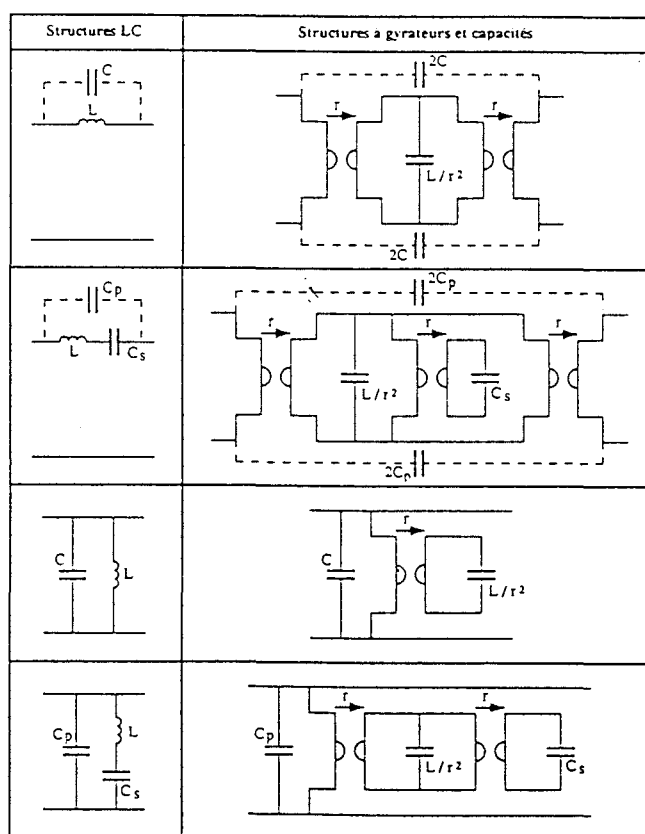 Structures LC
Structures à gyrateurs et capacités
C
L
2C
r
r
L/r²
2C
Cp
L
Cs
2Cp
r
r
r
L/r²
Cs
2Cp
C
L
C
r
L/r²
Cp
L
Cs
Cp
r
r
L/r²
Cs